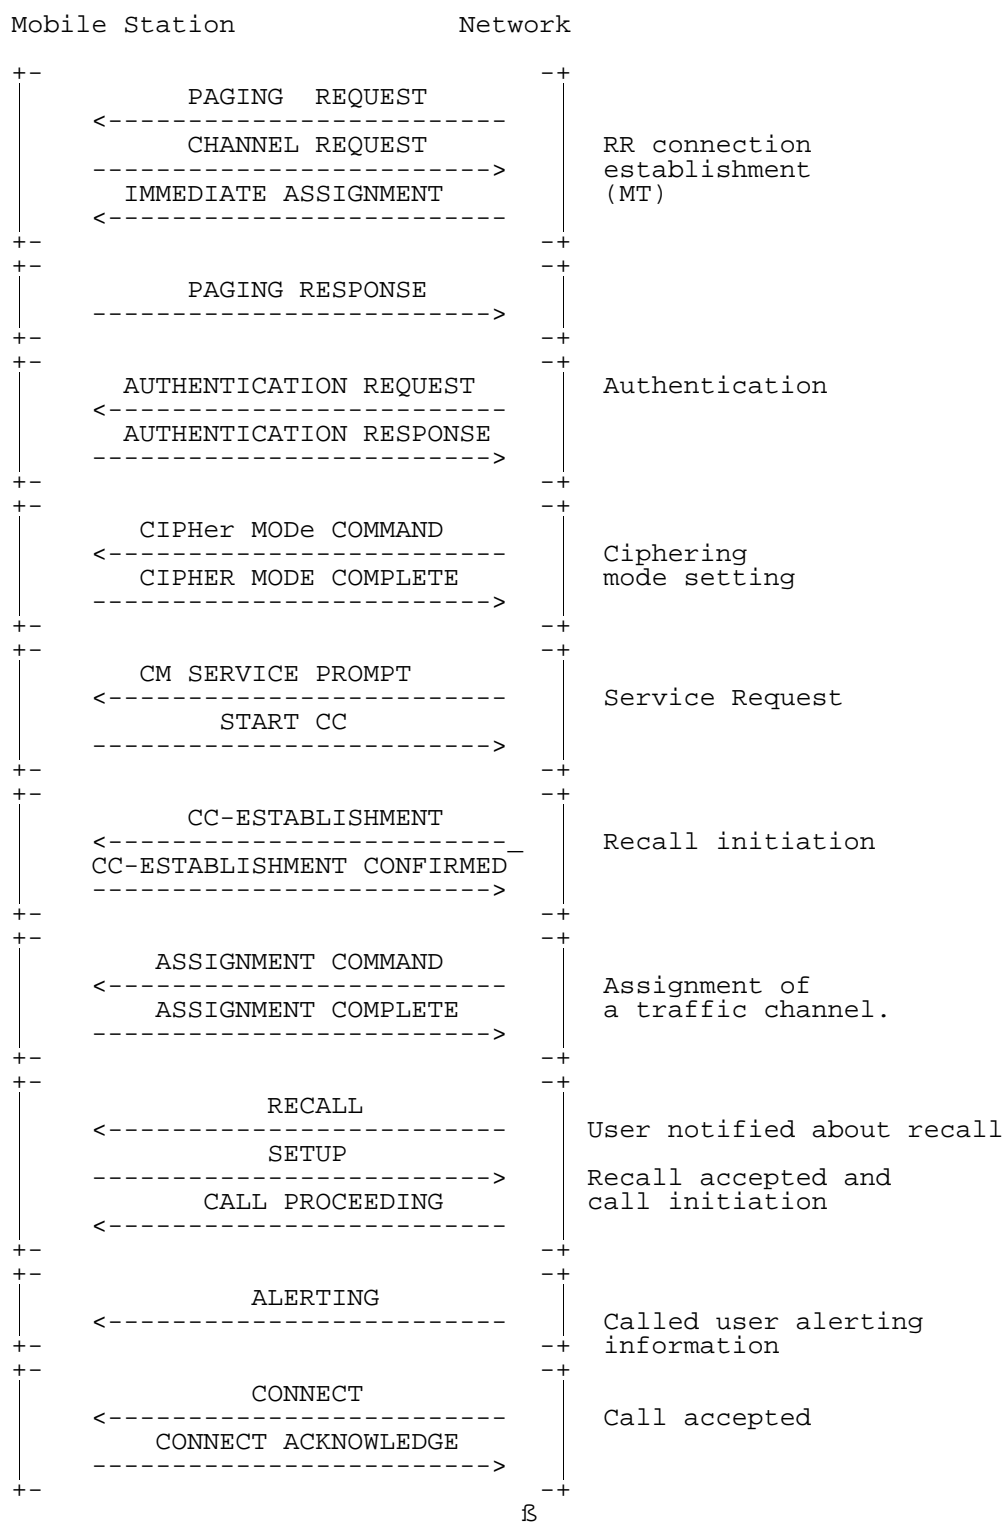 Mobile Station Network
PAGING REQUEST
CHANNEL REQUEST RR connection
establishment
IMMEDIATE ASSIGNMENT (MT)
PAGING RESPONSE
AUTHENTICATION REQUEST Authentication
AUTHENTICATION RESPONSE
CIPHer MODe COMMAND
Ciphering
CIPHER MODE COMPLETE mode setting
CM SERVICE PROMPT
Service Request
START CC
CC-ESTABLISHMENT
Recall initiation
CC-ESTABLISHMENT CONFIRMED
ASSIGNMENT COMMAND
Assignment of
ASSIGNMENT COMPLETE a traffic channel.
RECALL
User notified about recall
SETUP
Recall accepted and
CALL PROCEEDING call initiation
ALERTING
Called user alerting
information
CONNECT
Call accepted
CONNECT ACKNOWLEDGE
ß